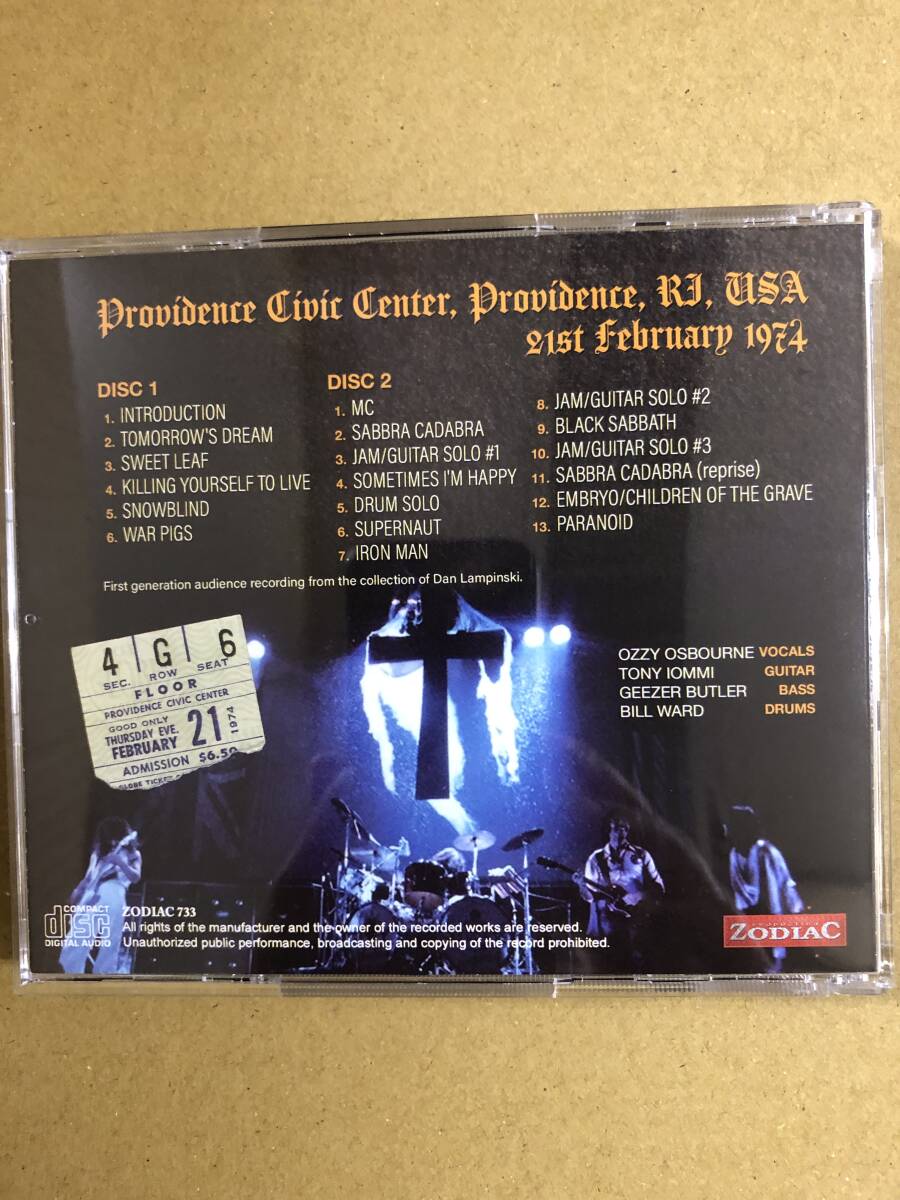 Providence Civic Center, Providence, RI, USA
21st February 1974
DISC 1
1. INTRODUCTION
2. TOMORROW'S DREAM
3. SWEET LEAF
4. KILLING YOURSELF TO LIVE
5. SNOWBLIND
6. WAR PIGS
DISC 2
1. MC
2. SABBRA CADABRA
3. JAM/GUITAR SOLO #1
4. SOMETIMES I'M HAPPY
5. DRUM SOLO
6. SUPERNAUT
7. IRON MAN
8. JAM/GUITAR SOLO #2
9. BLACK SABBATH
10. JAM/GUITAR SOLO #3
11. SABBRA CADABRA (reprise)
12. EMBRYO/CHILDREN OF THE GRAVE
13. PARANOID
First generation audience recording from the collection of Dan Lampinski.
4 G 6
SEC. ROW SEAT
FLOOR
PROVIDENCE CIVIC CENTER
GOOD ONLY
THURSDAY EVE.
FEBRUARY 21 1974
ADMISSION $6.50
GLOBE TICKET
OZZY OSBOURNE VOCALS
TONY IOMMI GUITAR
GEEZER BUTLER BASS
BILL WARD DRUMS
COMPACT
disc
DIGITAL AUDIO
ZODIAC 733
All rights of the manufacturer and the owner of the recorded works are reserved.
Unauthorized public performance, broadcasting and copying of the record prohibited.
ZODIAC